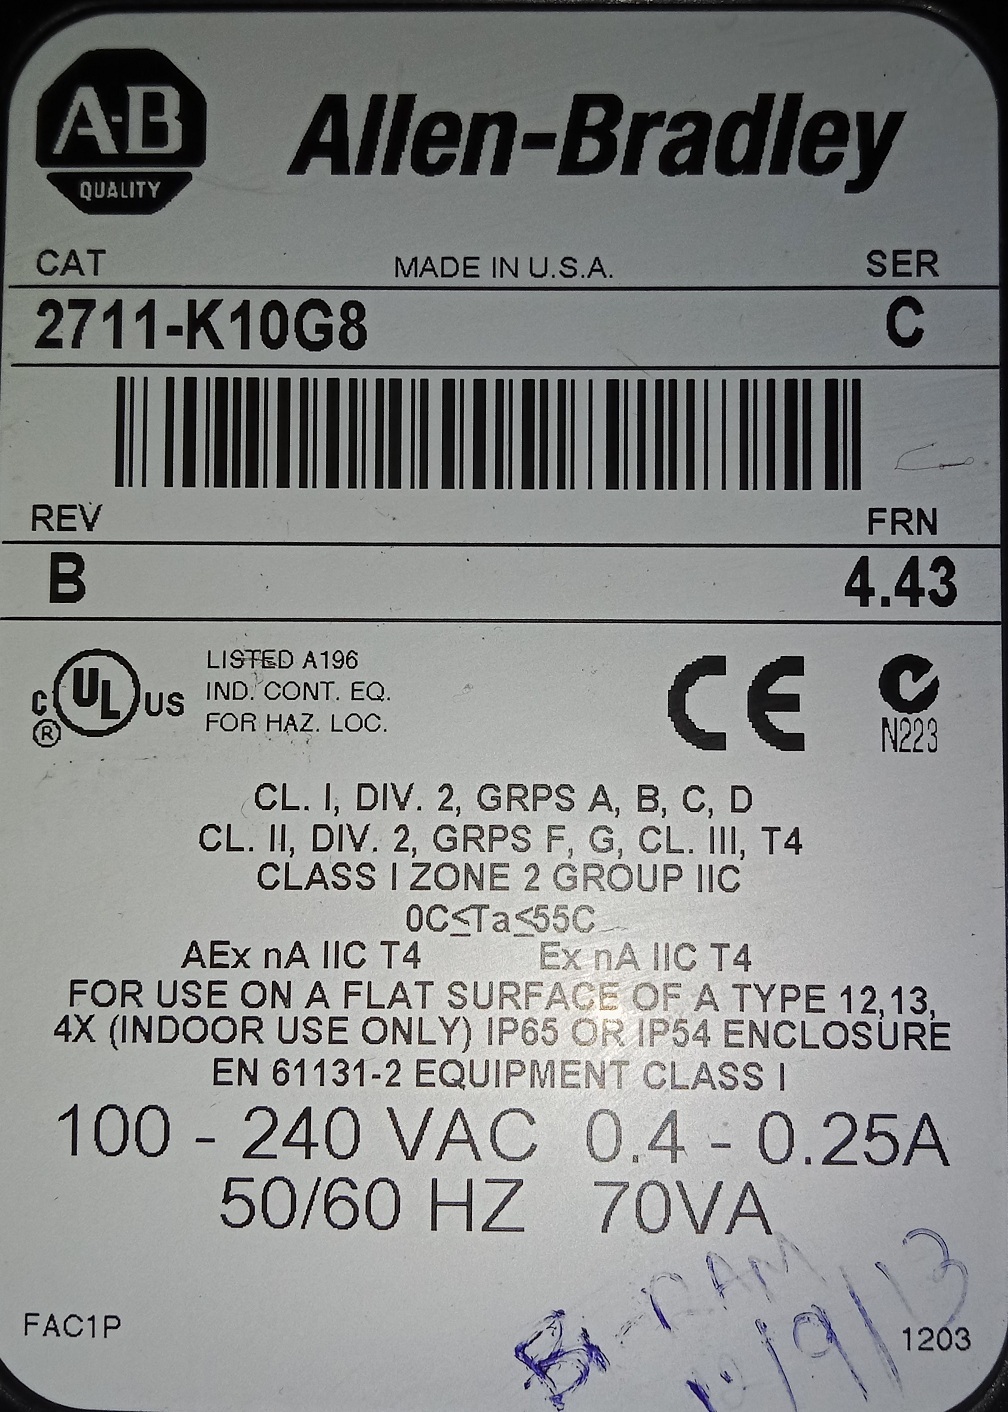 A-B
QUALITY
Allen-Bradley
CAT MADE IN U.S.A. SER
2711-K10G8 C
REV FRN
B 4.43
C UL US ®
LISTED A196
IND. CONT. EQ.
FOR HAZ. LOC.
CE
N223
CL. I, DIV. 2, GRPS A, B, C, D
CL. II, DIV. 2, GRPS F, G, CL. III, T4
CLASS I ZONE 2 GROUP IIC
0C≤Ta≤55C
AEx nA IIC T4 Ex nA IIC T4
FOR USE ON A FLAT SURFACE OF A TYPE 12,13,
4X (INDOOR USE ONLY) IP65 OR IP54 ENCLOSURE
EN 61131-2 EQUIPMENT CLASS I
100 - 240 VAC 0.4 - 0.25A
50/60 HZ 70VA
FAC1P
1203